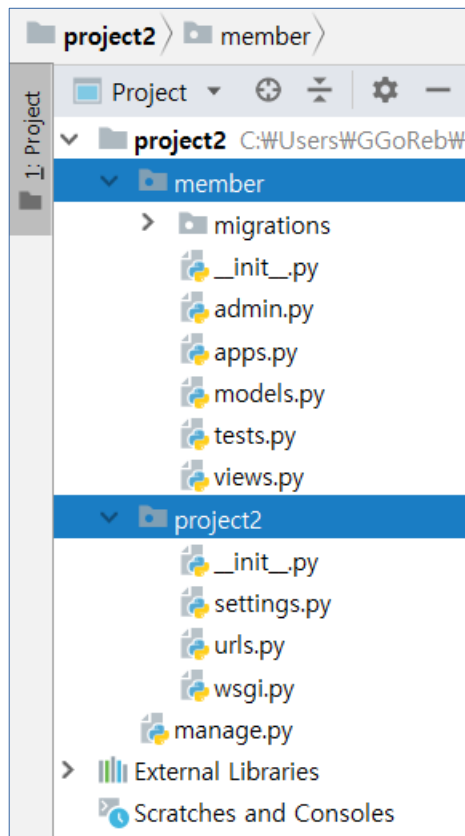 project2 member
1: Project
Project
project2 C:₩Users₩GGoReb₩
member
migrations
__init__.py
admin.py
apps.py
models.py
tests.py
views.py
project2
__init__.py
settings.py
urls.py
wsgi.py
manage.py
External Libraries
Scratches and Consoles